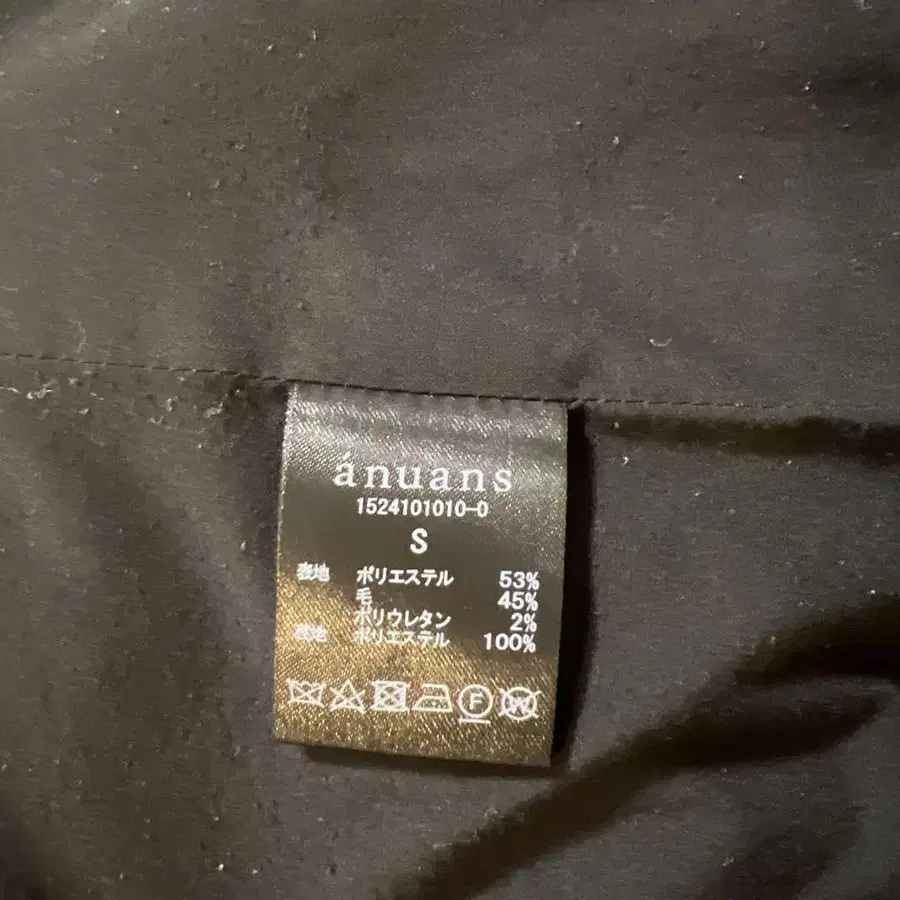 ánuans
1524101010-0
S
表地 ポリエステル 53%
毛 45%
ポリウレタン 2%
裏地 ポリエステル 100%
F W